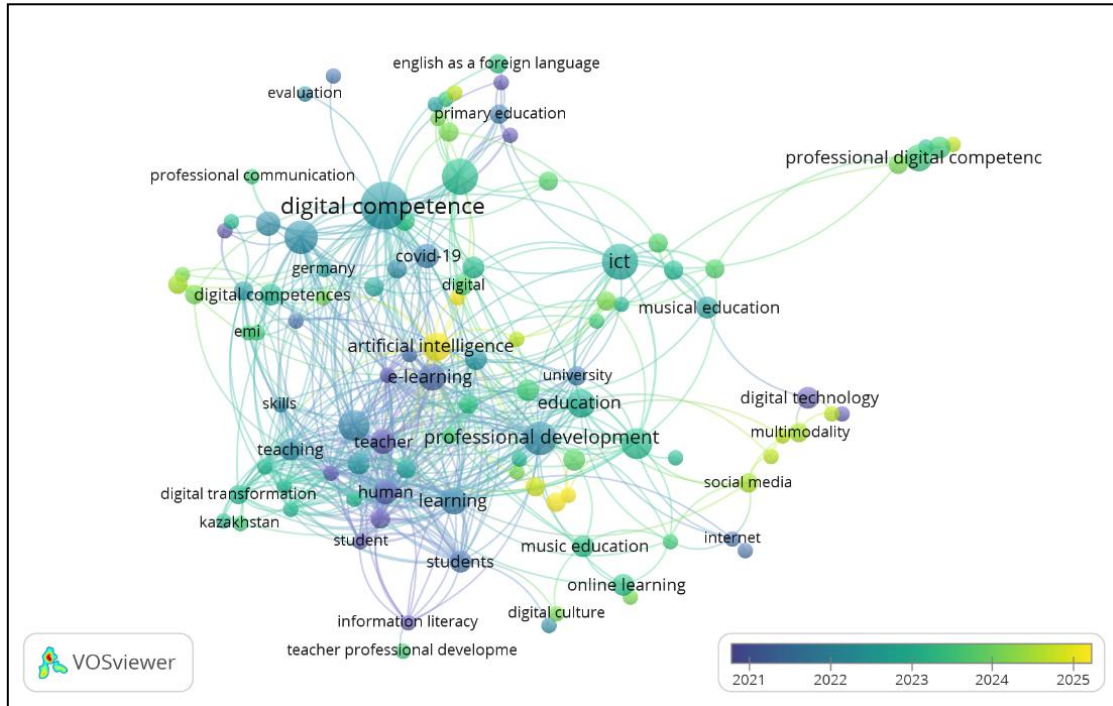 english as a foreign language
evaluation
primary education
professional digital competenc
professional communication
digital competence
covid-19
ict
germany
digital
digital competences
musical education
emi
artificial intelligence
e-learning
university
digital technology
skills
education
multimodality
professional development
teacher
teaching
social media
digital transformation
human
learning
kazakhstan
student
internet
music education
students
online learning
digital culture
information literacy
teacher professional developme
VOSviewer
2021 2022 2023 2024 2025